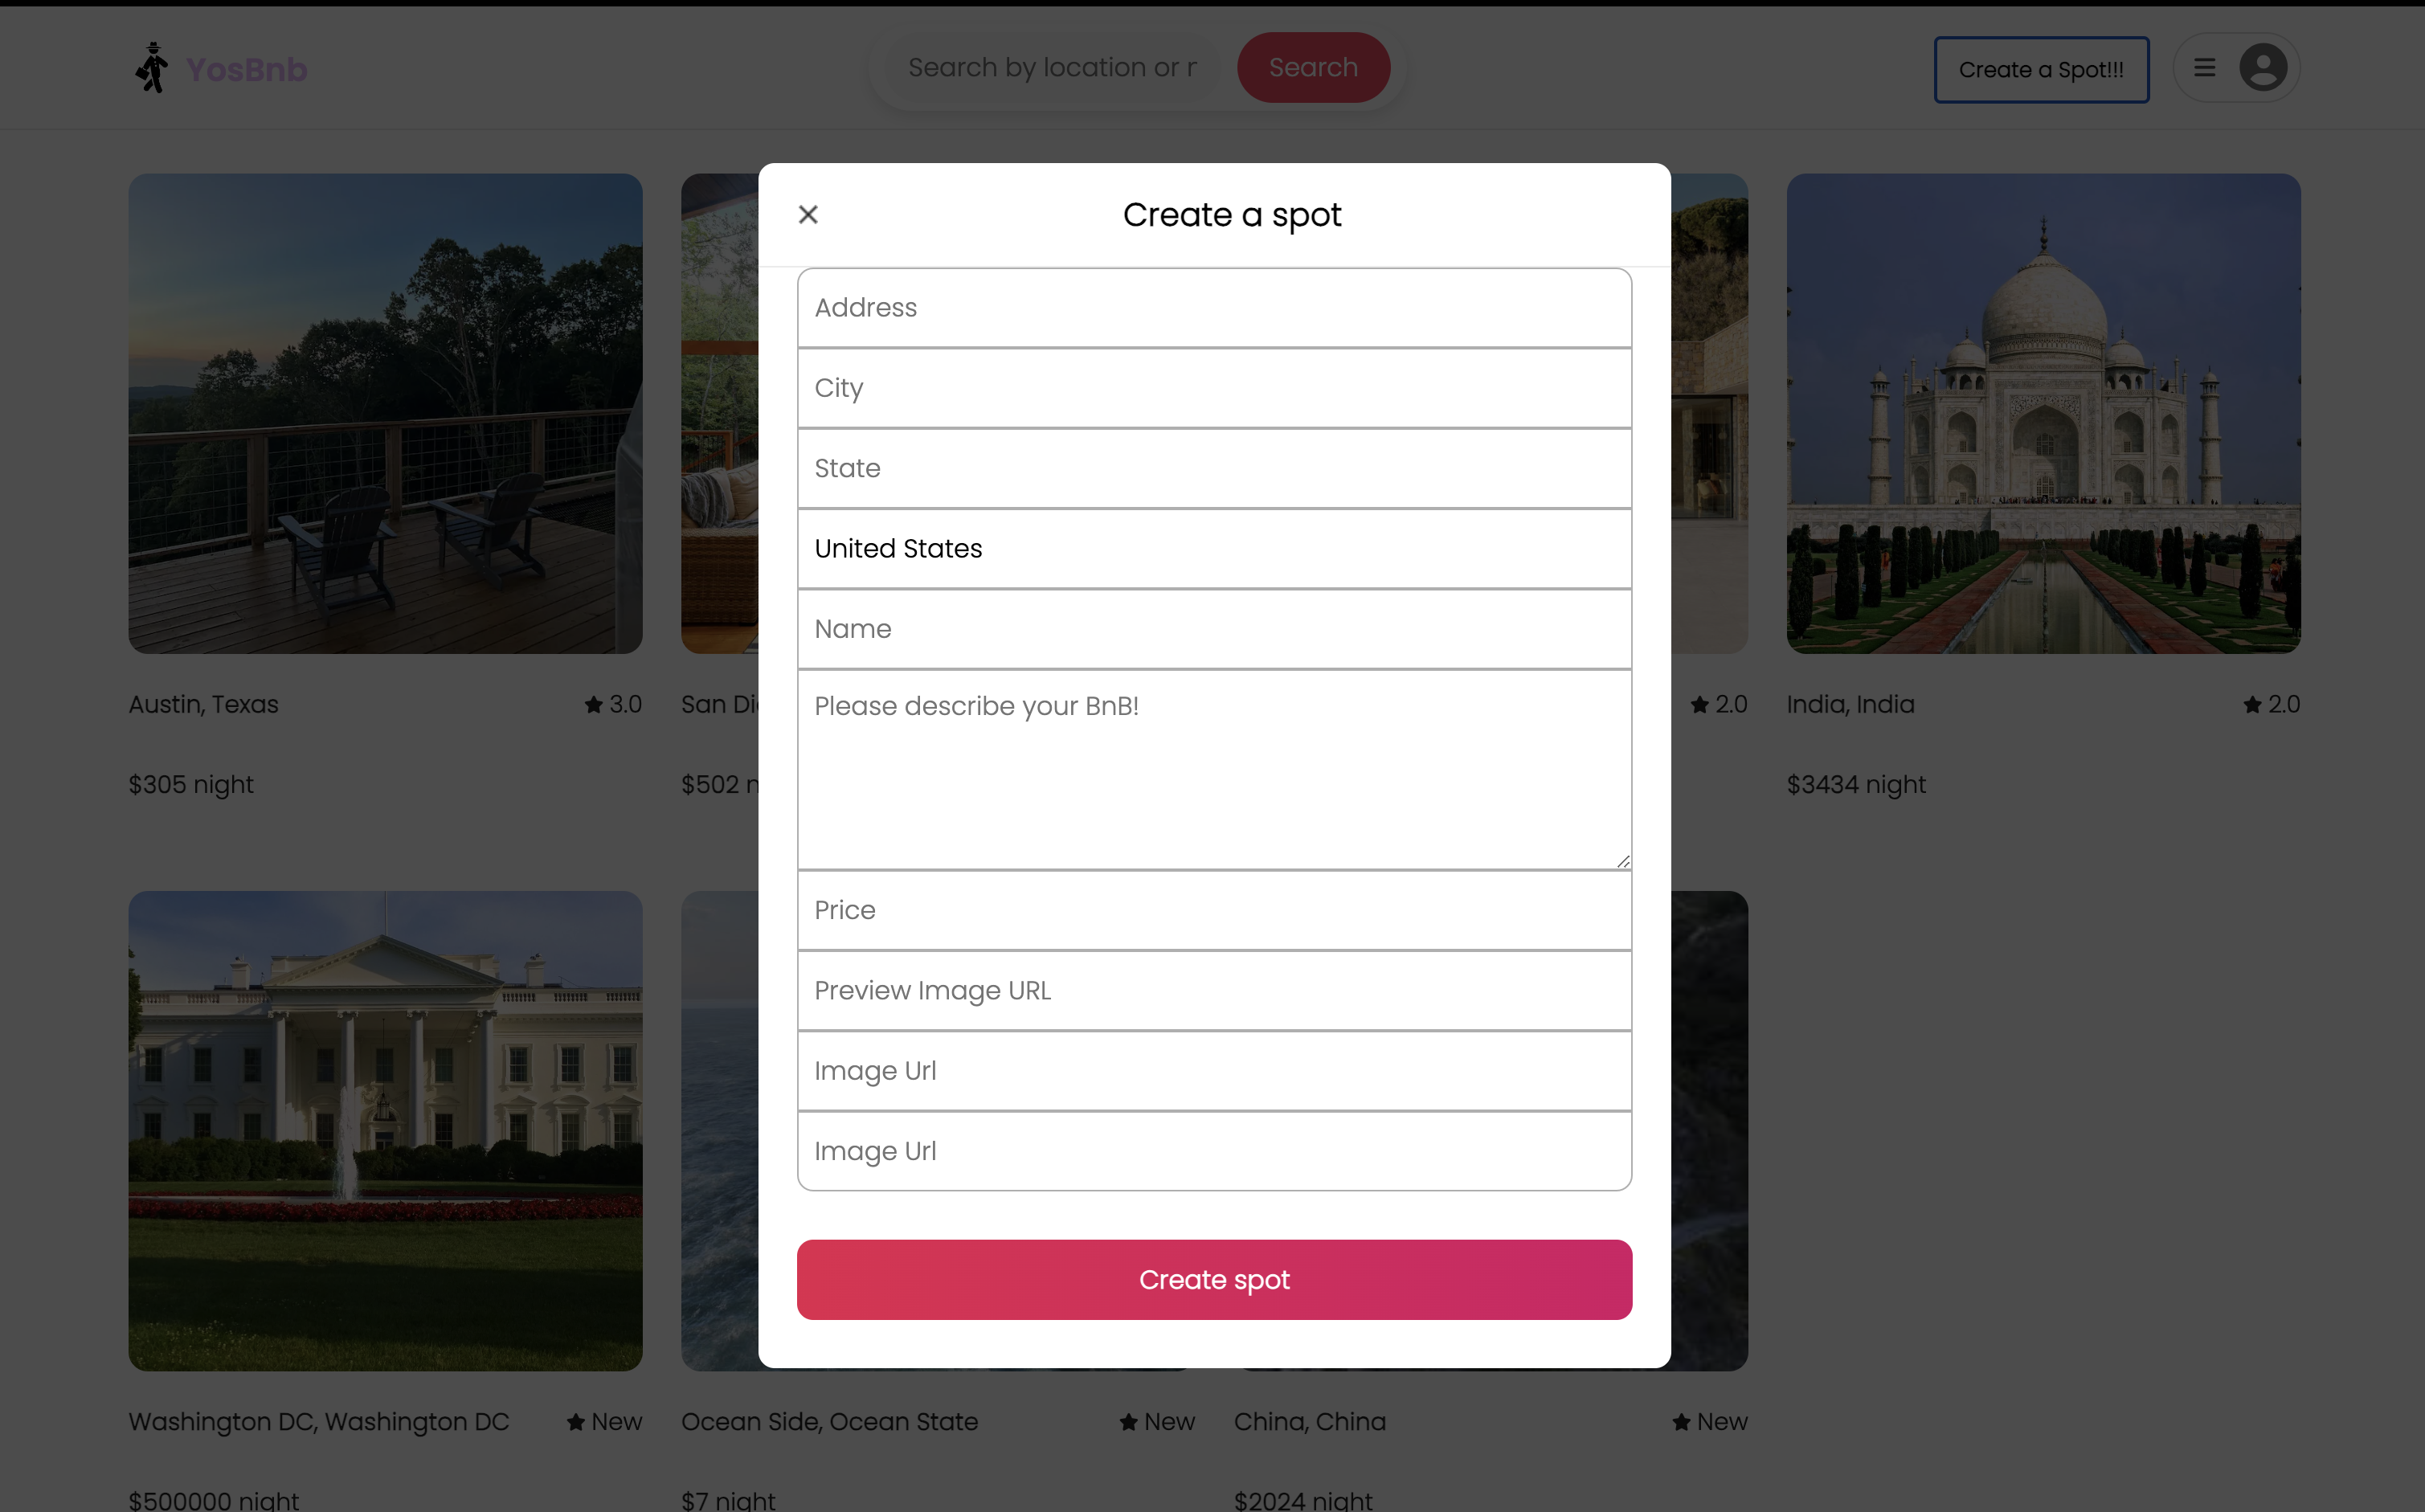 YosBnb
Search by location or r
Search
Create a Spot!!!
Create a spot
Address
City
State
United States
Name
Please describe your BnB!
Price
Preview Image URL
Image Url
Image Url
Create spot
Austin, Texas
3.0
San Di
2.0
India, India
2.0
$305 night
$502 n
$3434 night
Washington DC, Washington DC
New
Ocean Side, Ocean State
New
China, China
New
$500000 night
$7 night
$2024 night